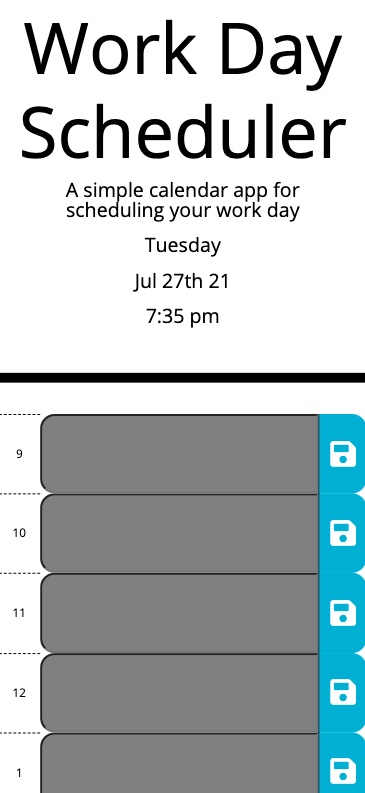 Work Day
Scheduler
A simple calendar app for
scheduling your work day
Tuesday
Jul 27th 21
7:35 pm
9
10
11
12
1